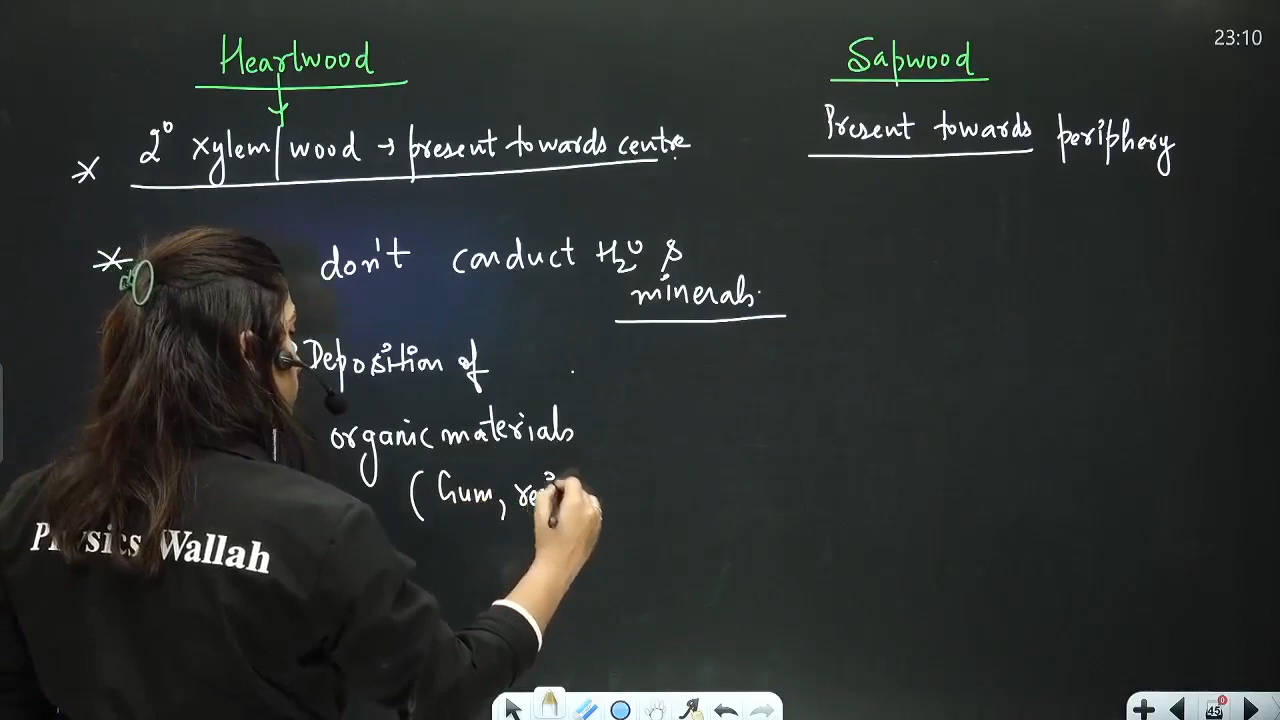 Heartwood
Sapwood
23:10
2° xylem/wood → present towards centre
Present towards periphery
don't conduct H2O &
minerals.
Deposition of
organic materials
(Gum,
Physics Wallah
45